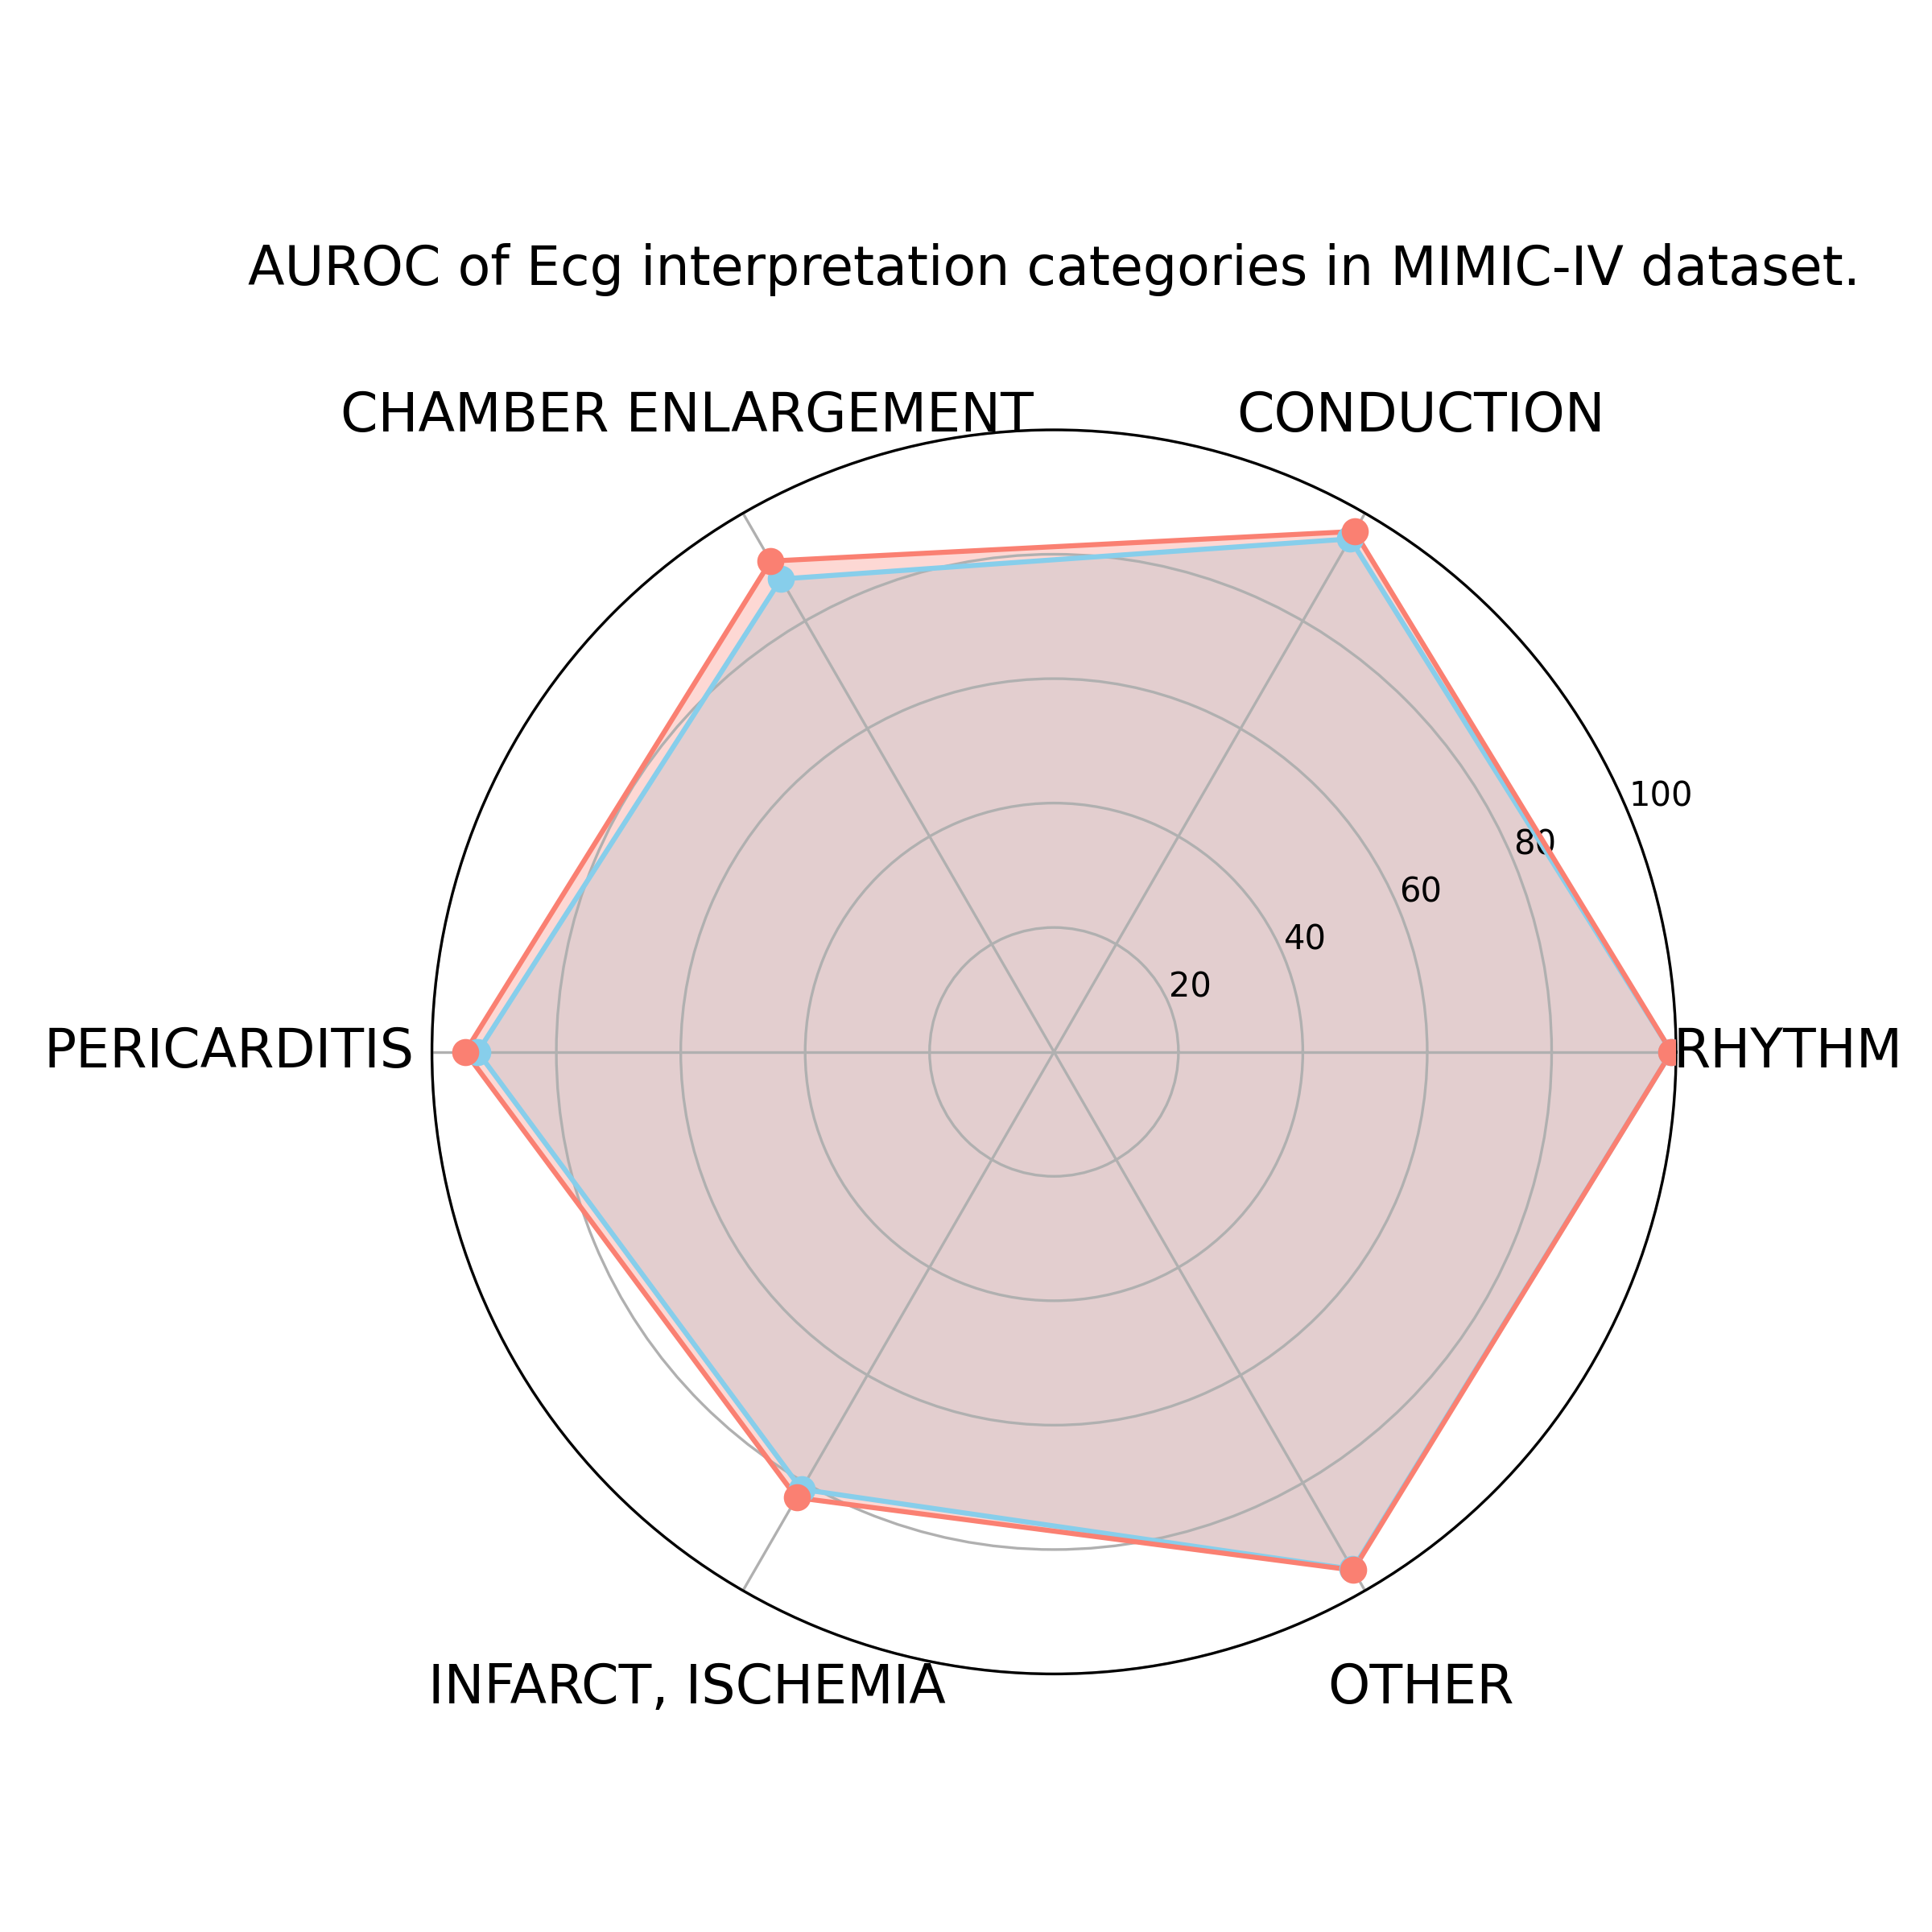 AUROC of Ecg interpretation categories in MIMIC-IV dataset.
CHAMBER ENLARGEMENT
CONDUCTION
100
80
60
40
20
PERICARDITIS
RHYTHM
INFARCT, ISCHEMIA
OTHER